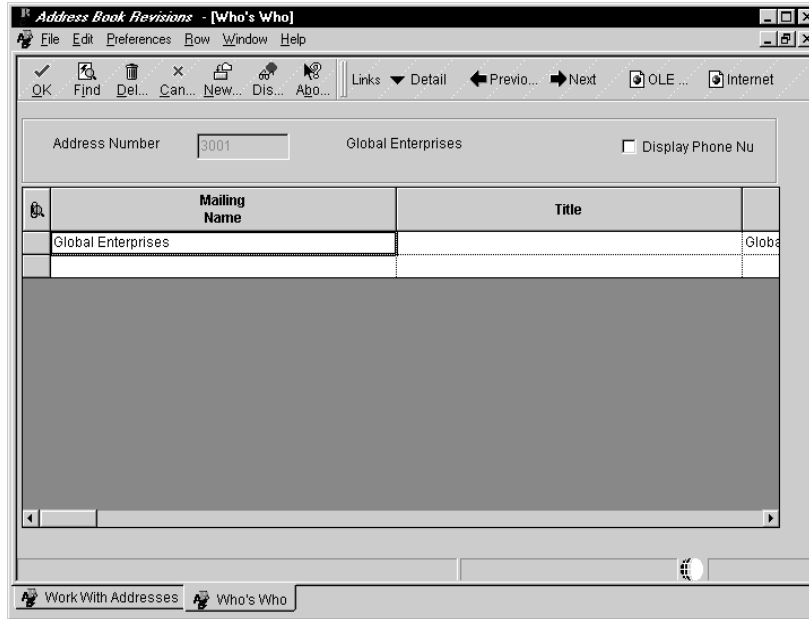 Address Book Revisions - [Who's Who]
File Edit Preferences Row Window Help
OK Find Del... Can... New... Dis... Abo... Links Detail Previo... Next OLE ... Internet
Address Number 3001 Global Enterprises Display Phone Nu
Mailing Name Title
Global Enterprises Globa
Work With Addresses Who's Who